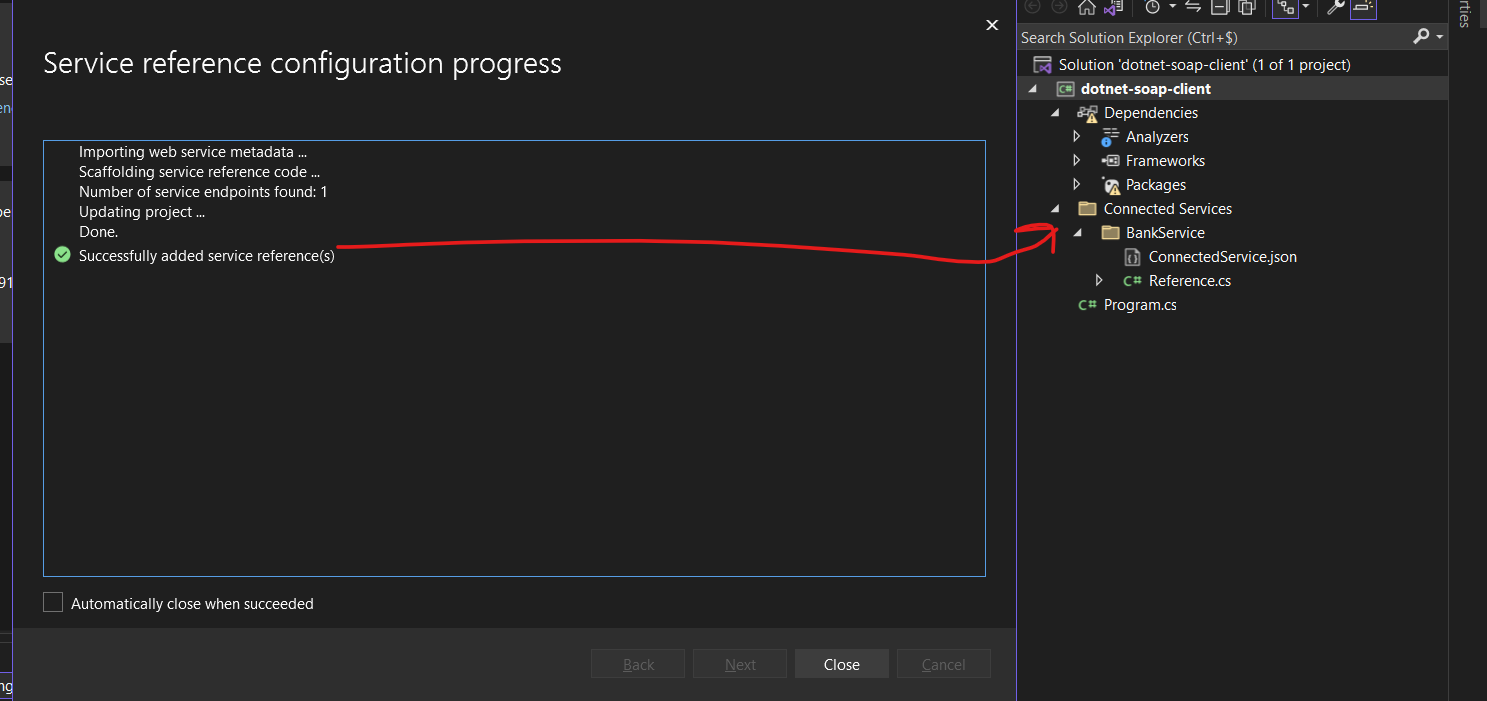 Service reference configuration progress
Importing web service metadata ...
Scaffolding service reference code ...
Number of service endpoints found: 1
Updating project ...
Done.
Successfully added service reference(s)
Automatically close when succeeded
Back
Next
Close
Cancel
Search Solution Explorer (Ctrl+$)
Solution 'dotnet-soap-client' (1 of 1 project)
C# dotnet-soap-client
Dependencies
Analyzers
Frameworks
Packages
Connected Services
BankService
ConnectedService.json
C# Reference.cs
C# Program.cs